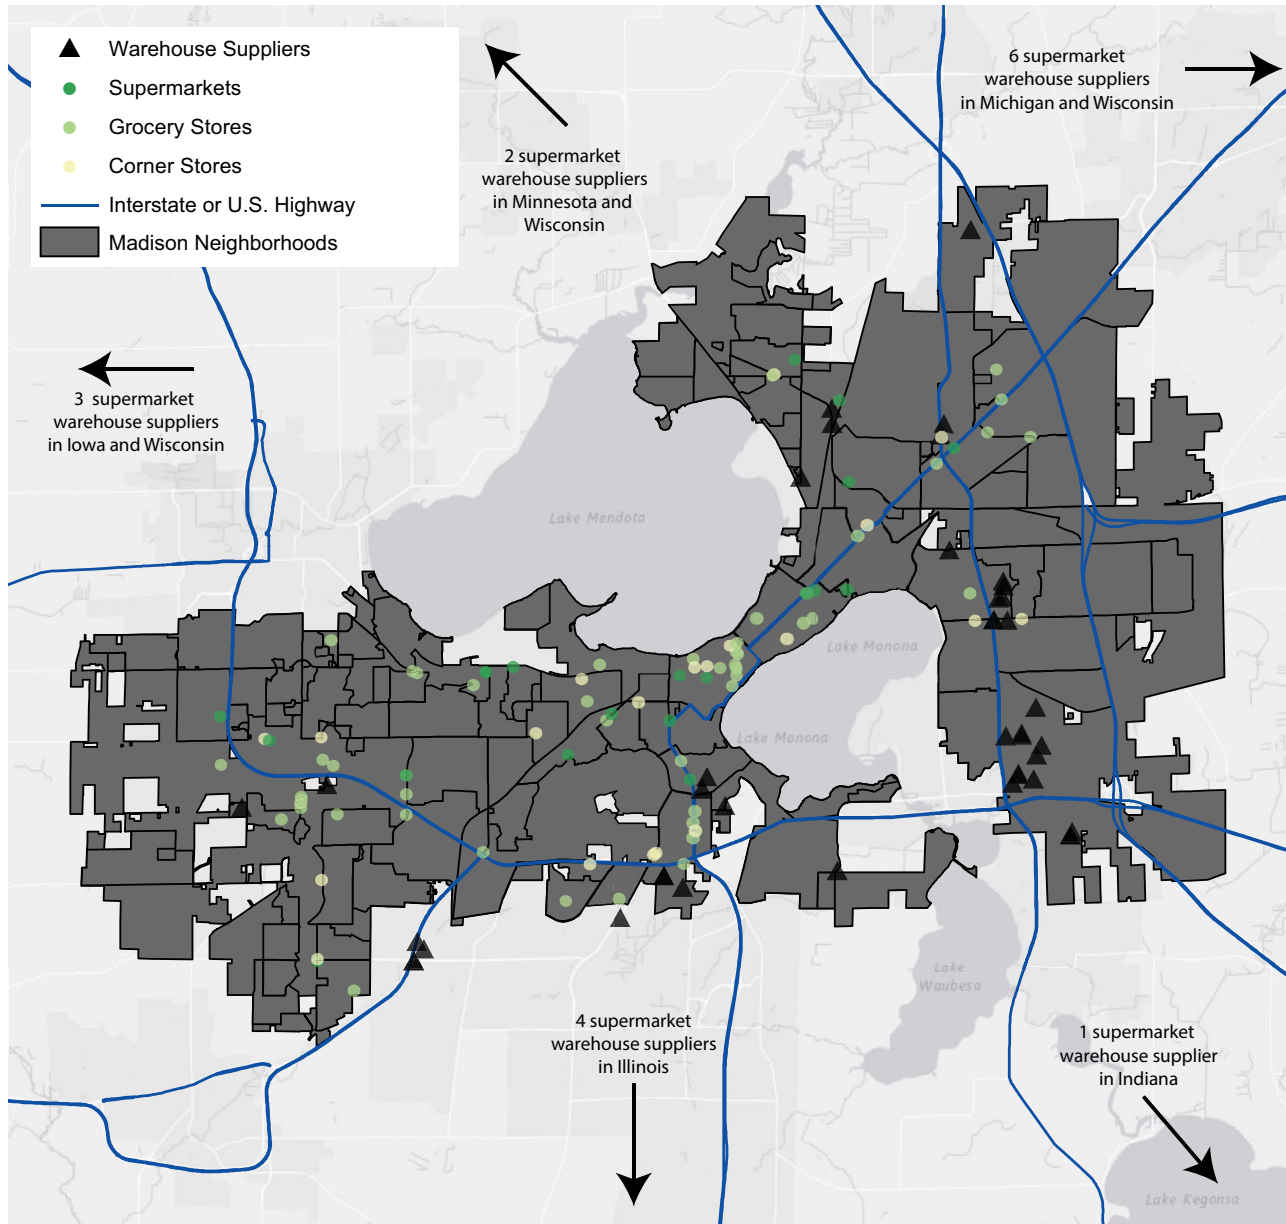 Warehouse Suppliers
Supermarkets
Grocery Stores
Corner Stores
Interstate or U.S. Highway
Madison Neighborhoods
6 supermarket
warehouse suppliers
in Michigan and Wisconsin
2 supermarket
warehouse suppliers
in Minnesota and
Wisconsin
3 supermarket
warehouse suppliers
in Iowa and Wisconsin
Lake Mendota
Lake Monona
Lake Monona
Lake
Waubesa
4 supermarket
warehouse suppliers
in Illinois
1 supermarket
warehouse supplier
in Indiana
Lake Kegonsa